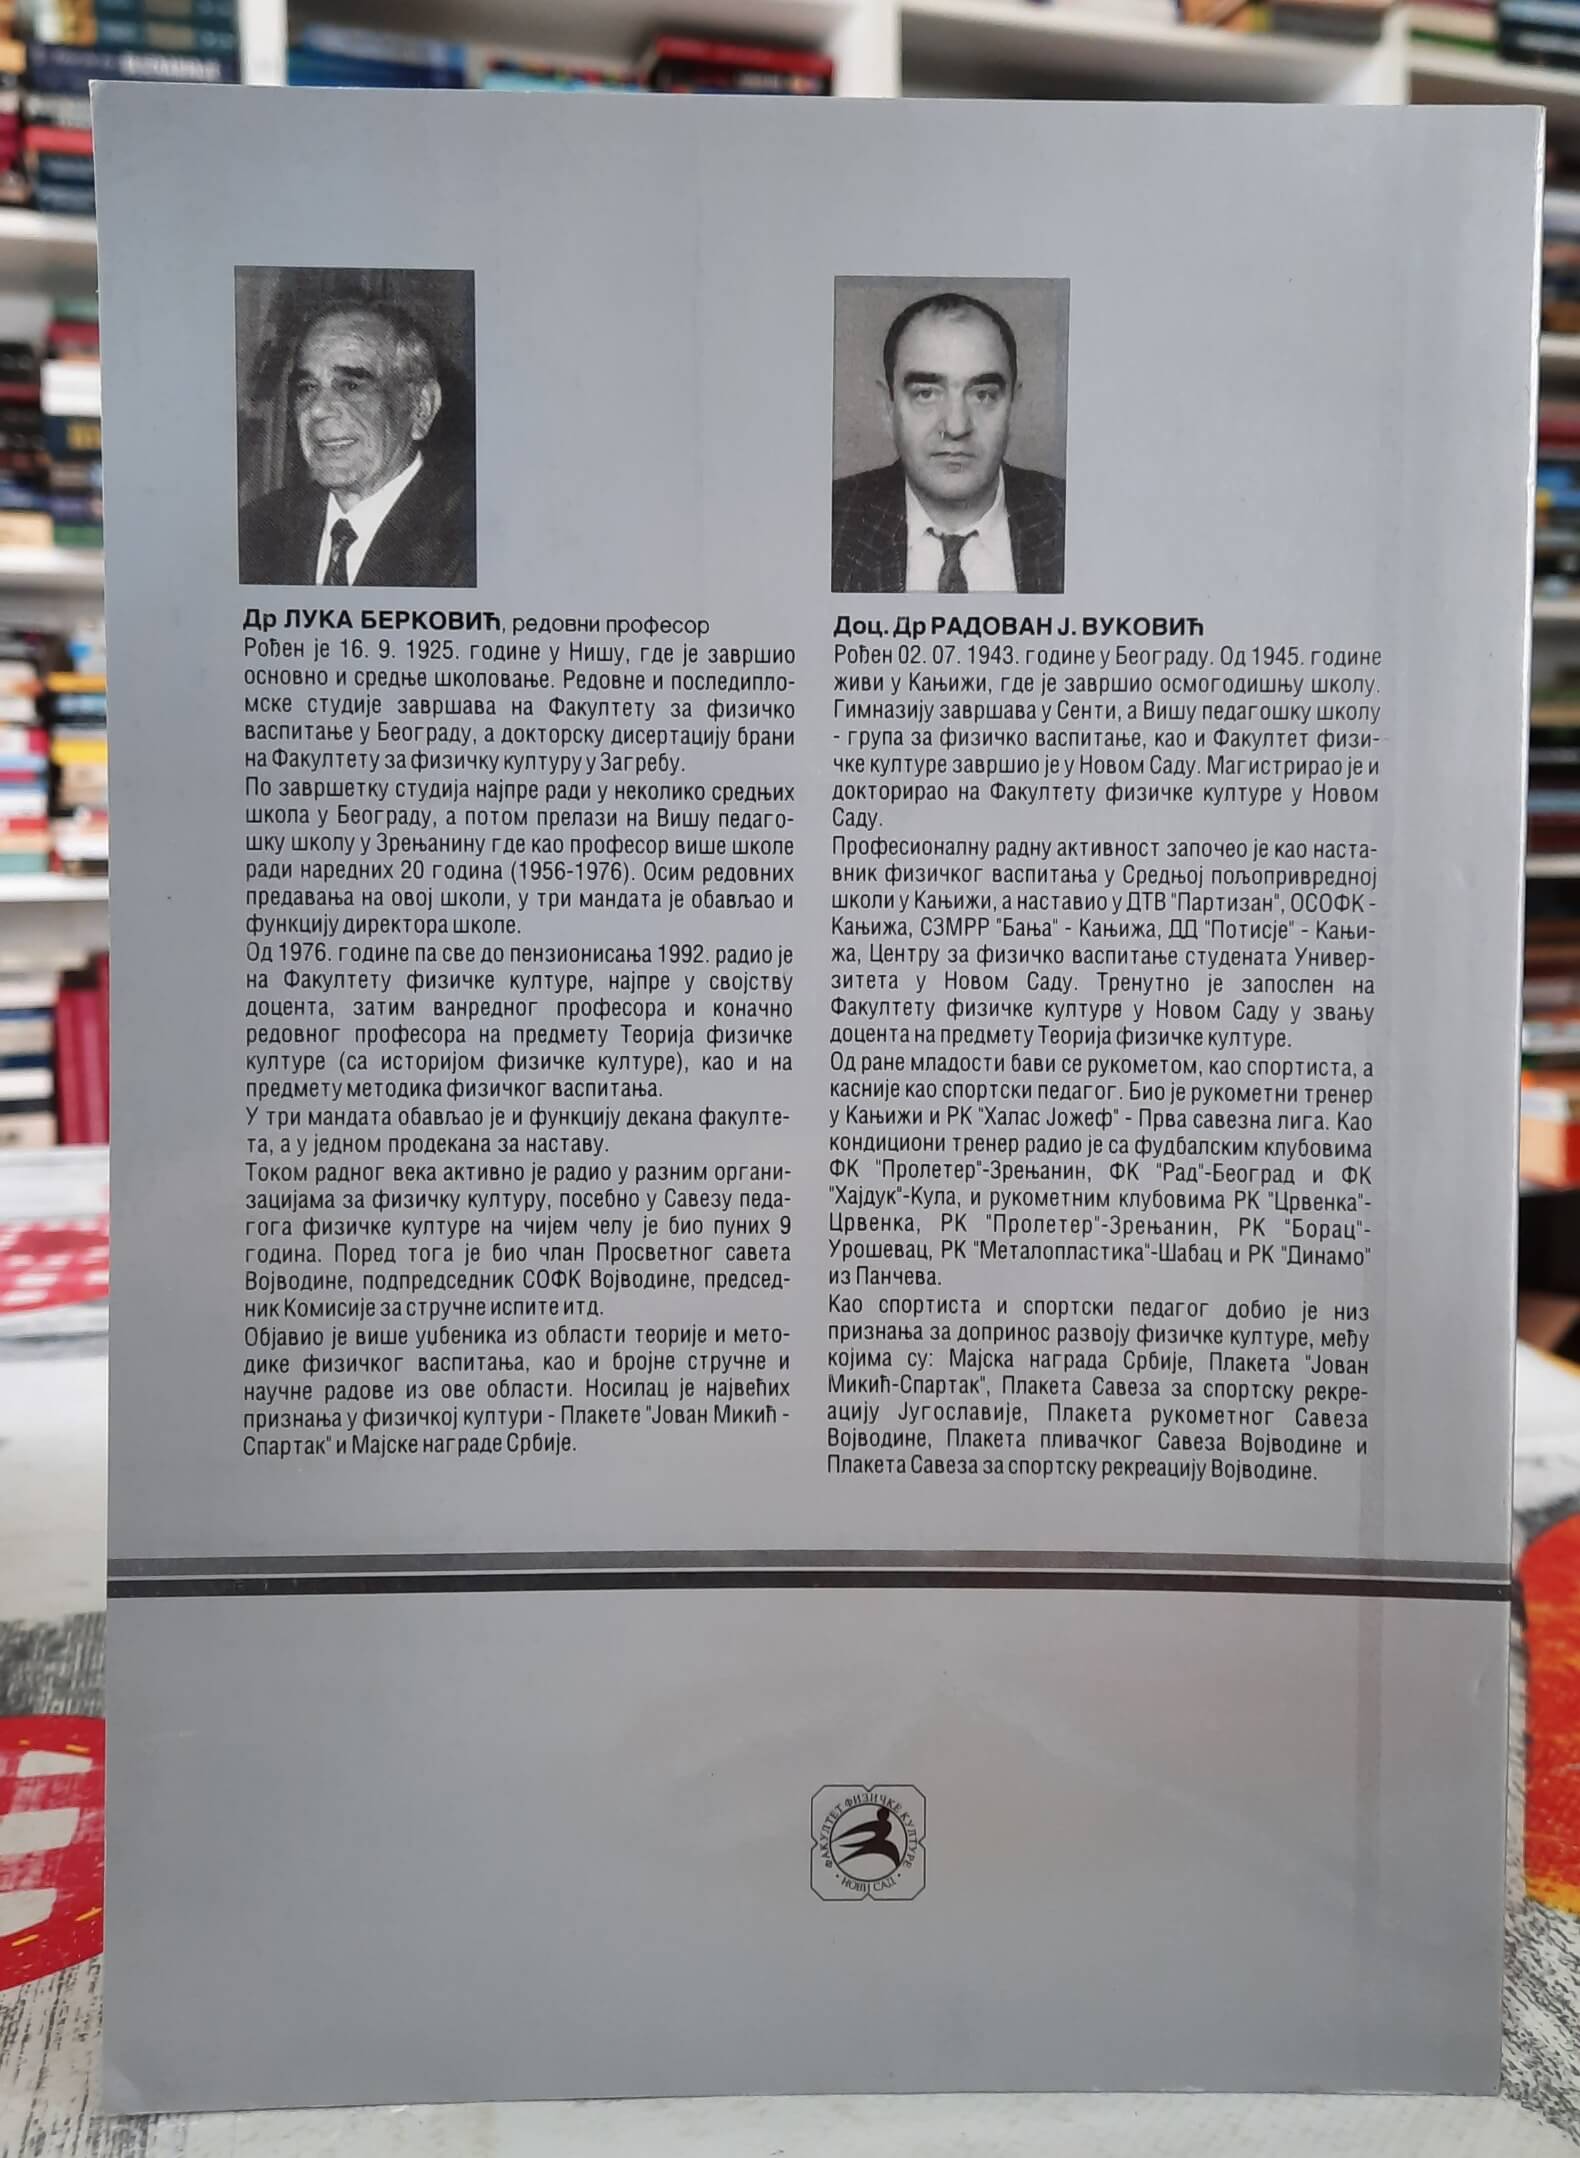 Др ЛУКА БЕРКОВИЋ, редовни професор
Рођен је 16. 9. 1925. године у Нишу, где је завршио
основно и средње школовање. Редовне и последипло-
мске студије завршава на Факултету за физичко
васпитање у Београду, а докторску дисертацију брани
на Факултету за физичку културу у Загребу.
По завршетку студија најпре ради у неколико средњих
школа у Београду, а потом прелази на Вишу педаго-
шку школу у Зрењанину где као професор више школе
ради наредних 20 година (1956-1976). Осим редовних
предавања на овој школи, у три мандата је обављао и
функцију директора школе.
Од 1976. године па све до пензионисања 1992. радио је
на Факултету физичке културе, најпре у својству
доцента, затим ванредног професора и коначно
редовног професора на предмету Теорија физичке
културе (са историјом физичке културе), као и на
предмету методика физичког васпитања.
У три мандата обављао је и функцију декана факулте-
та, а у једном продекана за наставу.
Током радног века активно је радио у разним органи-
зацијама за физичку културу, посебно у Савезу педа-
гога физичке културе на чијем челу је био пуних 9
година. Поред тога је био члан Просветног савета
Војводине, подпредседник СОФК Војводине, председ-
ник Комисије за стручне испите итд.
Објавио је више уџбеника из области теорије и мето-
дике физичког васпитања, као и бројне стручне и
научне радове из ове области. Носилац је највећих
признања у физичкој култури - Плакете "Јован Микић -
Спартак" и Мајске награде Србије.
Доц. Др РАДОВАН Ј. ВУКОВИЋ
Рођен 02. 07. 1943. године у Београду. Од 1945. године
живи у Кањижи, где је завршио осмогодишњу школу.
Гимназију завршава у Сенти, а Вишу педагошку школу
- група за физичко васпитање, као и Факултет физи-
чке културе завршио је у Новом Саду. Магистрирао је и
докторирао на Факултету физичке културе у Новом
Саду.
Професионалну радну активност започео је као наста-
вник физичког васпитања у Средњој пољопривредној
школи у Кањижи, а наставио у ДТВ "Партизан", ОСОФК -
Кањижа, СЗМРР "Бања" - Кањижа, ДД "Потисје" - Кањи-
жа, Центру за физичко васпитање студената Универ-
зитета у Новом Саду. Тренутно је запослен на
Факултету физичке културе у Новом Саду у звању
доцента на предмету Теорија физичке културе.
Од ране младости бави се рукометом, као спортиста, а
касније као спортски педагог. Био је рукометни тренер
у Кањижи и РК "Халас Јожеф" - Прва савезна лига. Као
кондициони тренер радио је са фудбалским клубовима
ФК "Пролетер"-Зрењанин, ФК "Рад"-Београд и ФК
"Хајдук"-Кула, и рукометним клубовима РК "Црвенка"-
Црвенка, РК "Пролетер"-Зрењанин, РК "Борац"-
Урошевац, РК "Металопластика"-Шабац и РК "Динамо"
из Панчева.
Као спортиста и спортски педагог добио је низ
признања за допринос развоју физичке културе, међу
којима су: Мајска награда Србије, Плакета "Јован
Микић-Спартак", Плакета Савеза за спортску рекре-
ацију Југославије, Плакета рукометног Савеза
Војводине, Плакета пливачког Савеза Војводине и
Плакета Савеза за спортску рекреацију Војводине.
ФАКУЛТЕТ ФИЗИЧКЕ КУЛТУРЕ
· НОВИ САД ·